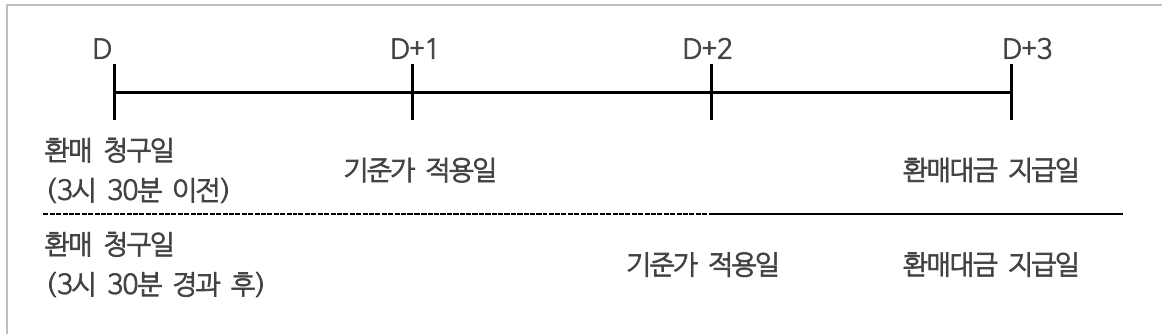 D D+1 D+2 D+3
환매 청구일
(3시 30분 이전)
기준가 적용일
환매대금 지급일
환매 청구일
(3시 30분 경과 후)
기준가 적용일
환매대금 지급일